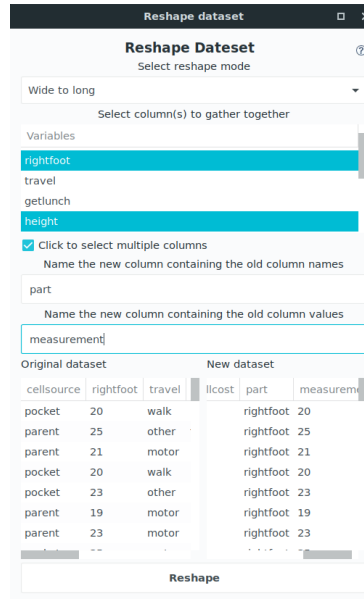 Reshape dataset
Reshape Dateset
Select reshape mode
Wide to long
Select column(s) to gather together
Variables
rightfoot
travel
getlunch
height
Click to select multiple columns
Name the new column containing the old column names
part
Name the new column containing the old column values
measurement
Original dataset New dataset
cellsource rightfoot travel llcost part measureme
pocket 20 walk rightfoot 20
parent 25 other rightfoot 25
parent 21 motor rightfoot 21
pocket 20 walk rightfoot 20
pocket 23 other rightfoot 23
parent 19 motor rightfoot 19
parent 23 motor rightfoot 23
Reshape